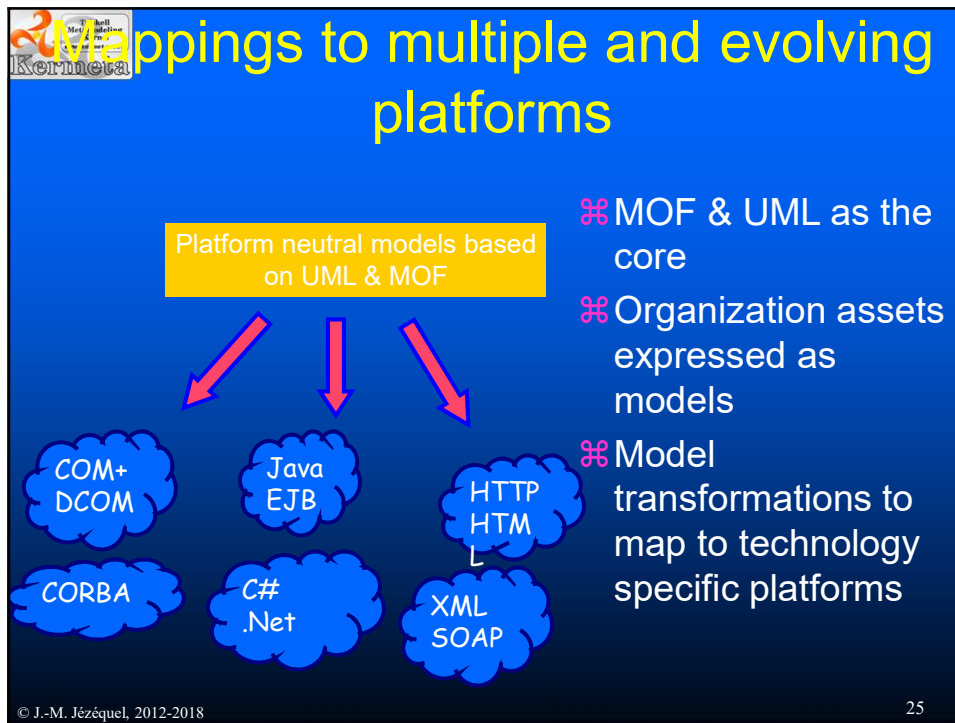 Mappings to multiple and evolving
platforms
Kermeta
Platform neutral models based
on UML & MOF
COM+
DCOM
Java
EJB
HTTP
HTM
L
CORBA
C#
.Net
XML
SOAP
⌘MOF & UML as the
core
⌘Organization assets
expressed as
models
⌘Model
transformations to
map to technology
specific platforms
© J.-M. Jézéquel, 2012-2018
25